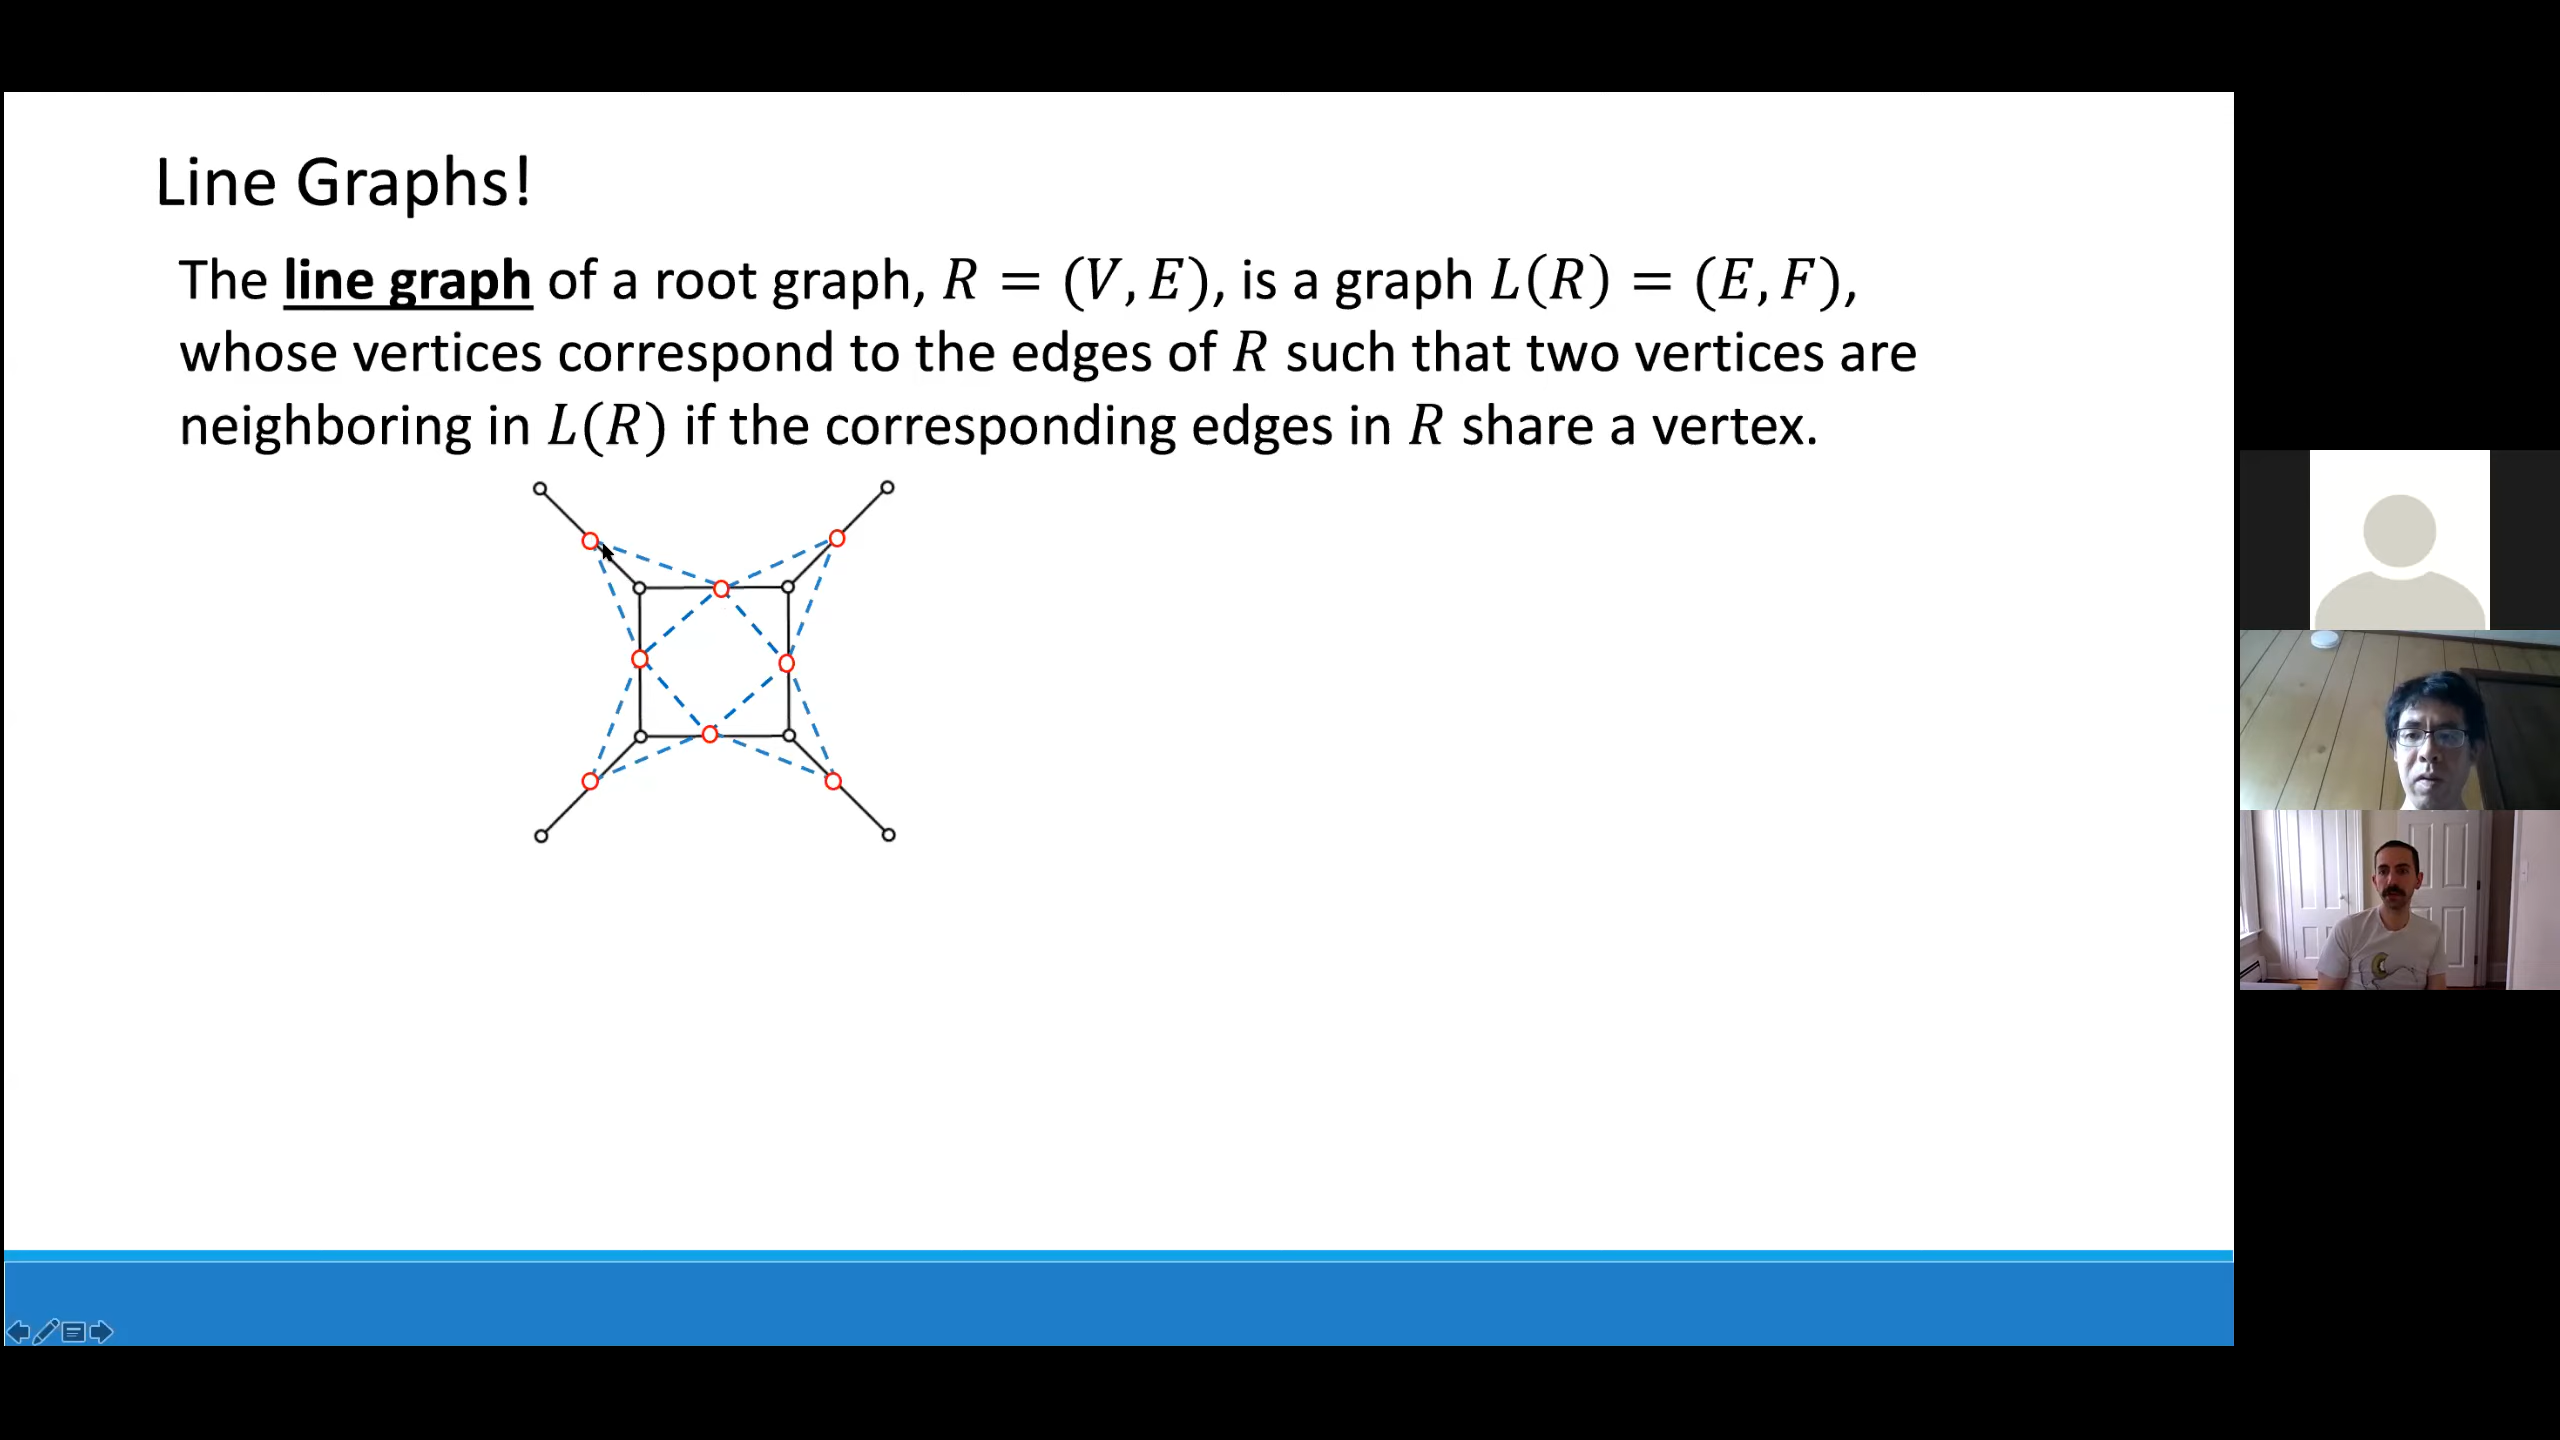 Line Graphs!
The line graph of a root graph, R = (V, E), is a graph L(R) = (E, F),
whose vertices correspond to the edges of R such that two vertices are
neighboring in L(R) if the corresponding edges in R share a vertex.